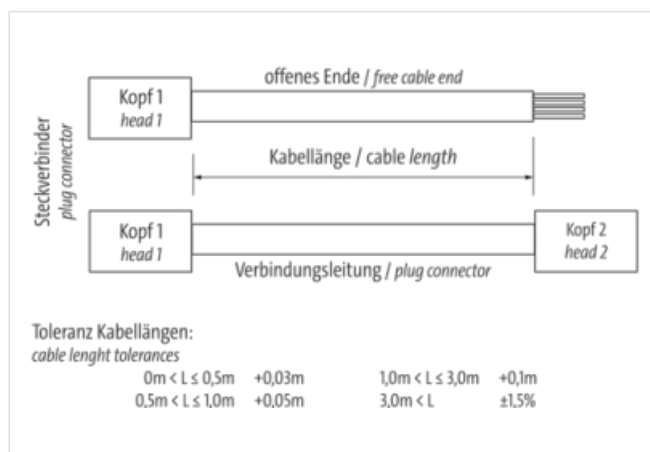 offenes Ende / free cable end
Kopf 1
head 1
Steckverbinder
plug connector
Kabellänge / cable length
Kopf 1
head 1
Kopf 2
head 2
Verbindungsleitung / plug connector
Toleranz Kabellängen:
cable lenght tolerances
0m < L ≤ 0,5m +0,03m 1,0m < L ≤ 3,0m +0,1m
0,5m < L ≤ 1,0m +0,05m 3,0m < L ±1,5%